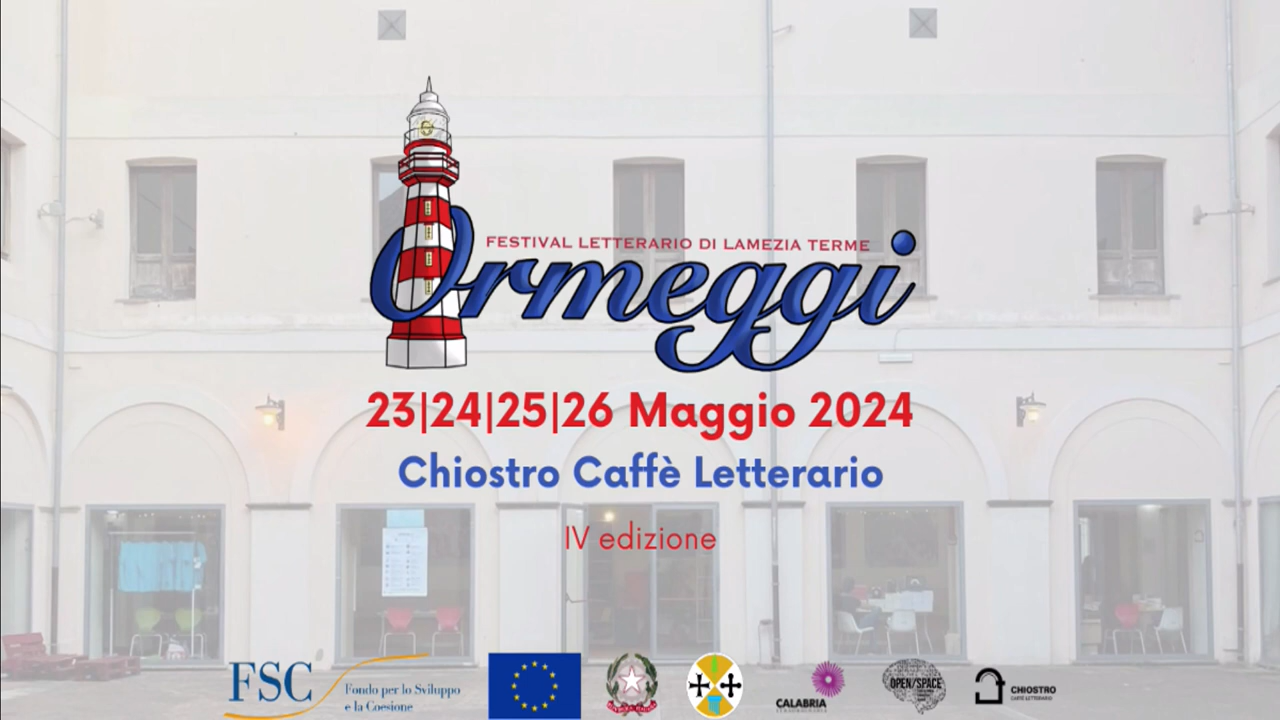 FESTIVAL LETTERARIO DI LAMEZIA TERME
Ormeggi
23|24|25|26 Maggio 2024
Chiostro Caffè Letterario
IV edizione
FSC
Fondo per lo Sviluppo
e la Coesione
CALABRIA
STRAORDINARIA
OPEN/SPACE
CHIOSTRO
CAFFÈ LETTERARIO